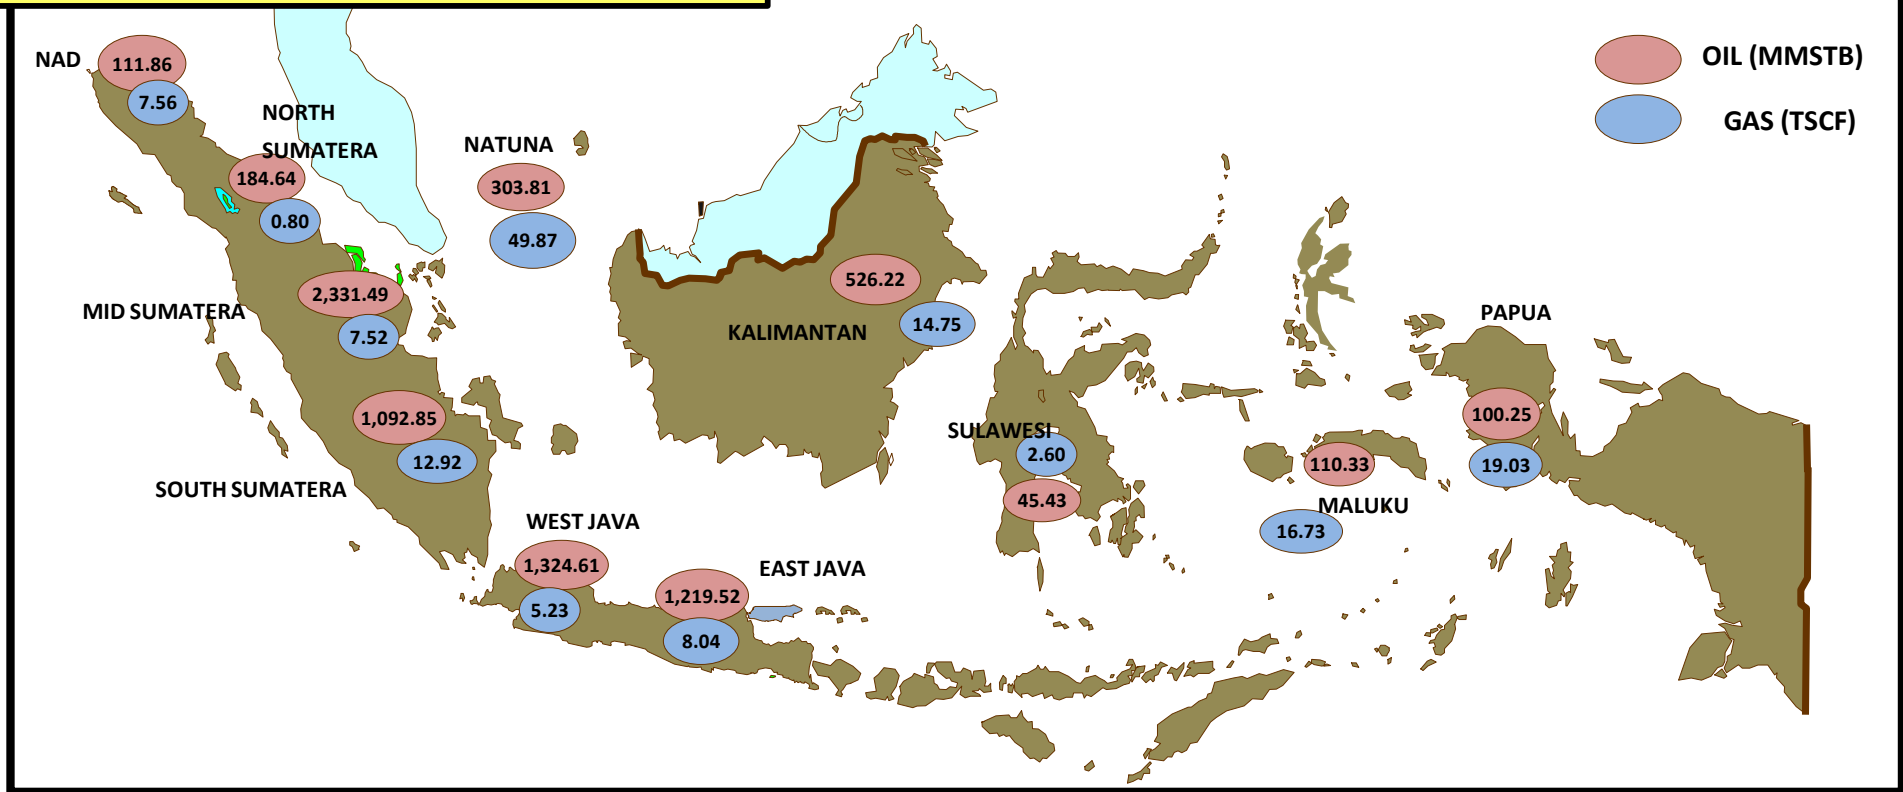 NAD
111.86
7.56
NORTH
SUMATERA
184.64
0.80
NATUNA
303.81
49.87
OIL (MMSTB)
GAS (TSCF)
MID SUMATERA
2,331.49
7.52
526.22
KALIMANTAN
14.75
PAPUA
100.25
19.03
1,092.85
12.92
SOUTH SUMATERA
SULAWESI
2.60
45.43
110.33
MALUKU
16.73
WEST JAVA
1,324.61
5.23
EAST JAVA
1,219.52
8.04